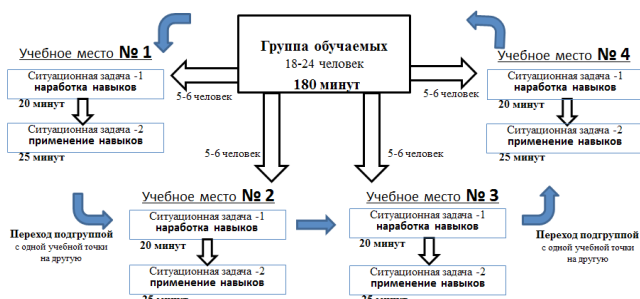 Группа обучаемых
18-24 человек
180 минут
Учебное место № 1
Ситуационная задача -1
наработка навыков
20 минут
Ситуационная задача -2
применение навыков
25 минут
5-6 человек
5-6 человек
5-6 человек
5-6 человек
Учебное место № 4
Ситуационная задача -1
наработка навыков
20 минут
Ситуационная задача -2
применение навыков
25 минут
Переход подгруппой
с одной учебной точки
на другую
Учебное место № 2
Ситуационная задача -1
наработка навыков
20 минут
Ситуационная задача -2
применение навыков
25 минут
Учебное место № 3
Ситуационная задача -1
наработка навыков
20 минут
Ситуационная задача -2
применение навыков
25 минут
Переход подгруппой
с одной учебной точки
на другую